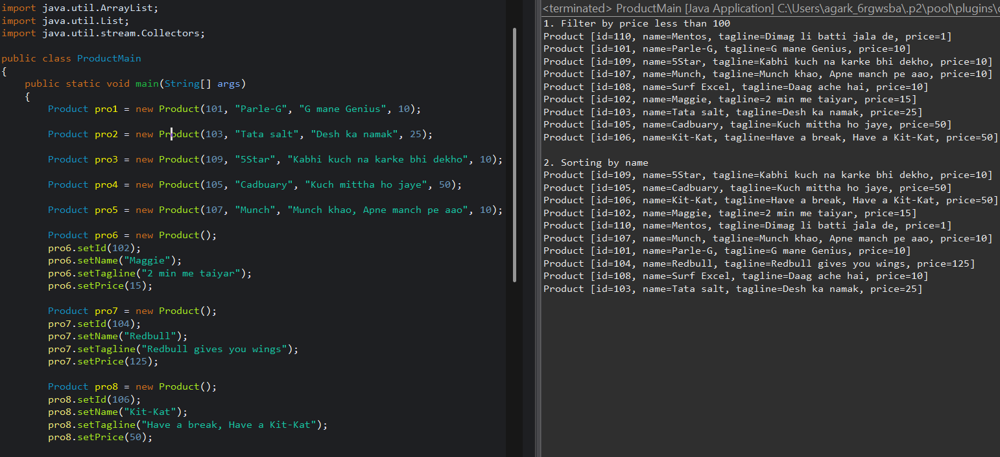 import java.util.ArrayList;
import java.util.List;
import java.util.stream.Collectors;
public class ProductMain
{
public static void main(String[] args)
{
Product pro1 = new Product(101, "Parle-G", "G mane Genius", 10);
Product pro2 = new Product(103, "Tata salt", "Desh ka namak", 25);
Product pro3 = new Product(109, "5Star", "Kabhi kuch na karke bhi dekho", 10);
Product pro4 = new Product(105, "Cadbuary", "Kuch mittha ho jaye", 50);
Product pro5 = new Product(107, "Munch", "Munch khao, Apne manch pe aao", 10);
Product pro6 = new Product();
pro6.setId(102);
pro6.setName("Maggie");
pro6.setTagline("2 min me taiyar");
pro6.setPrice(15);
Product pro7 = new Product();
pro7.setId(104);
pro7.setName("Redbull");
pro7.setTagline("Redbull gives you wings");
pro7.setPrice(125);
Product pro8 = new Product();
pro8.setId(106);
pro8.setName("Kit-Kat");
pro8.setTagline("Have a break, Have a Kit-Kat");
pro8.setPrice(50);
<terminated> ProductMain [Java Application] C:\Users\agark_6rgwsba\.p2\pool\plugins\
1. Filter by price less than 100
Product [id=110, name=Mentos, tagline=Dimag li batti jala de, price=1]
Product [id=101, name=Parle-G, tagline=G mane Genius, price=10]
Product [id=109, name=5Star, tagline=Kabhi kuch na karke bhi dekho, price=10]
Product [id=107, name=Munch, tagline=Munch khao, Apne manch pe aao, price=10]
Product [id=108, name=Surf Excel, tagline=Daag ache hai, price=10]
Product [id=102, name=Maggie, tagline=2 min me taiyar, price=15]
Product [id=103, name=Tata salt, tagline=Desh ka namak, price=25]
Product [id=105, name=Cadbuary, tagline=Kuch mittha ho jaye, price=50]
Product [id=106, name=Kit-Kat, tagline=Have a break, Have a Kit-Kat, price=50]
2. Sorting by name
Product [id=109, name=5Star, tagline=Kabhi kuch na karke bhi dekho, price=10]
Product [id=105, name=Cadbuary, tagline=Kuch mittha ho jaye, price=50]
Product [id=106, name=Kit-Kat, tagline=Have a break, Have a Kit-Kat, price=50]
Product [id=102, name=Maggie, tagline=2 min me taiyar, price=15]
Product [id=110, name=Mentos, tagline=Dimag li batti jala de, price=1]
Product [id=107, name=Munch, tagline=Munch khao, Apne manch pe aao, price=10]
Product [id=101, name=Parle-G, tagline=G mane Genius, price=10]
Product [id=104, name=Redbull, tagline=Redbull gives you wings, price=125]
Product [id=108, name=Surf Excel, tagline=Daag ache hai, price=10]
Product [id=103, name=Tata salt, tagline=Desh ka namak, price=25]